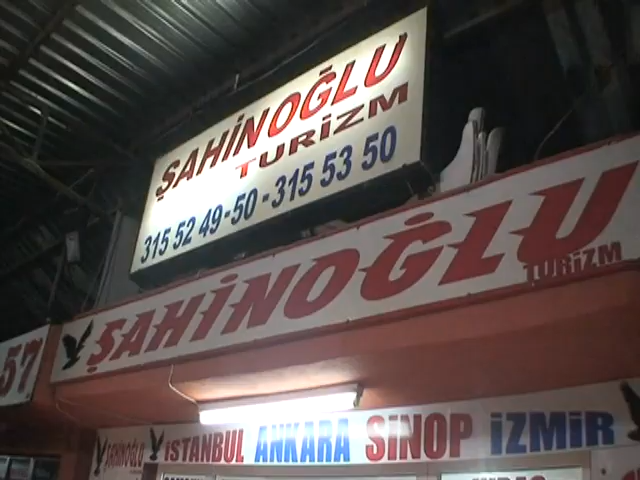 ŞAHİNOĞLU
TURİZM
315 52 49-50-315 53 50
ŞAHİNOĞLU
TURİZM
57
ŞAHİNOĞLU İSTANBUL ANKARA SİNOP İZMİR